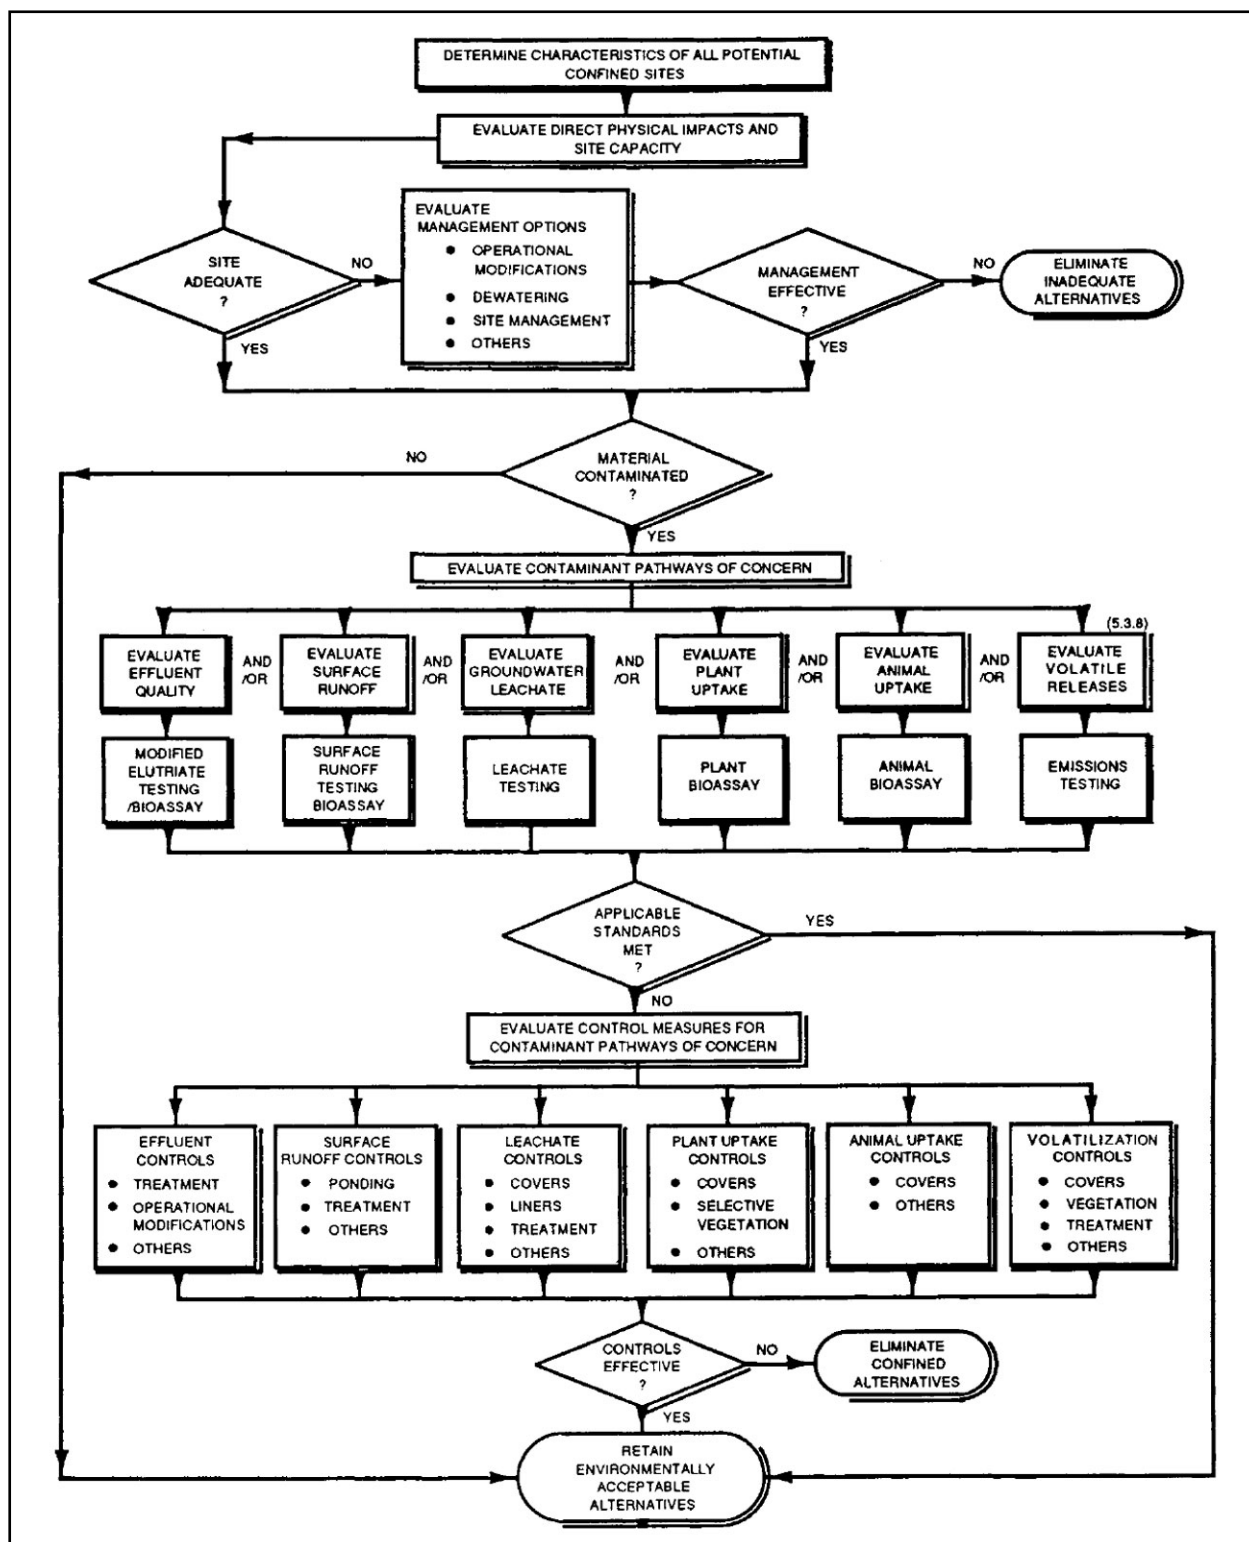 DETERMINE CHARACTERISTICS OF ALL POTENTIAL
CONFINED SITES
EVALUATE DIRECT PHYSICAL IMPACTS AND
SITE CAPACITY
EVALUATE
MANAGEMENT OPTIONS
● OPERATIONAL
MODIFICATIONS
● DEWATERING
● SITE MANAGEMENT
● OTHERS
SITE
ADEQUATE
?
NO
YES
MANAGEMENT
EFFECTIVE
?
NO
YES
ELIMINATE
INADEQUATE
ALTERNATIVES
MATERIAL
CONTAMINATED
?
NO
YES
EVALUATE CONTAMINANT PATHWAYS OF CONCERN
(5.3.8)
EVALUATE
EFFLUENT
QUALITY
AND
/OR
EVALUATE
SURFACE
RUNOFF
AND
/OR
EVALUATE
GROUNDWATER
LEACHATE
AND
/OR
EVALUATE
PLANT
UPTAKE
AND
/OR
EVALUATE
ANIMAL
UPTAKE
AND
/OR
EVALUATE
VOLATILE
RELEASES
MODIFIED
ELUTRIATE
TESTING
/BIOASSAY
SURFACE
RUNOFF
TESTING
BIOASSAY
LEACHATE
TESTING
PLANT
BIOASSAY
ANIMAL
BIOASSAY
EMISSIONS
TESTING
APPLICABLE
STANDARDS
MET
?
YES
NO
EVALUATE CONTROL MEASURES FOR
CONTAMINANT PATHWAYS OF CONCERN
EFFLUENT
CONTROLS
● TREATMENT
● OPERATIONAL
MODIFICATIONS
● OTHERS
SURFACE
RUNOFF CONTROLS
● PONDING
● TREATMENT
● OTHERS
LEACHATE
CONTROLS
● COVERS
● LINERS
● TREATMENT
● OTHERS
PLANT UPTAKE
CONTROLS
● COVERS
● SELECTIVE
VEGETATION
● OTHERS
ANIMAL UPTAKE
CONTROLS
● COVERS
● OTHERS
VOLATILIZATION
CONTROLS
● COVERS
● VEGETATION
● TREATMENT
● OTHERS
CONTROLS
EFFECTIVE
?
NO
YES
ELIMINATE
CONFINED
ALTERNATIVES
RETAIN
ENVIRONMENTALLY
ACCEPTABLE
ALTERNATIVES